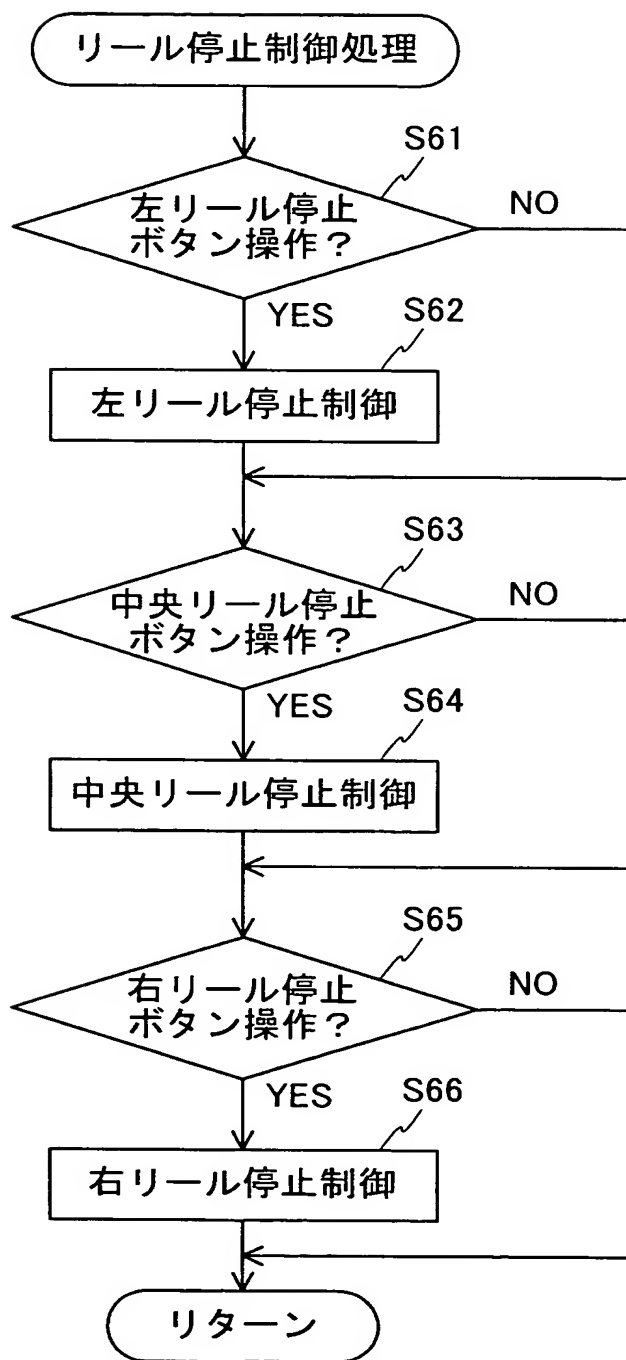 リール停止制御処理
S61
左リール停止
ボタン操作？
NO
YES
S62
左リール停止制御
S63
中央リール停止
ボタン操作？
NO
YES
S64
中央リール停止制御
S65
右リール停止
ボタン操作？
NO
YES
S66
右リール停止制御
リターン